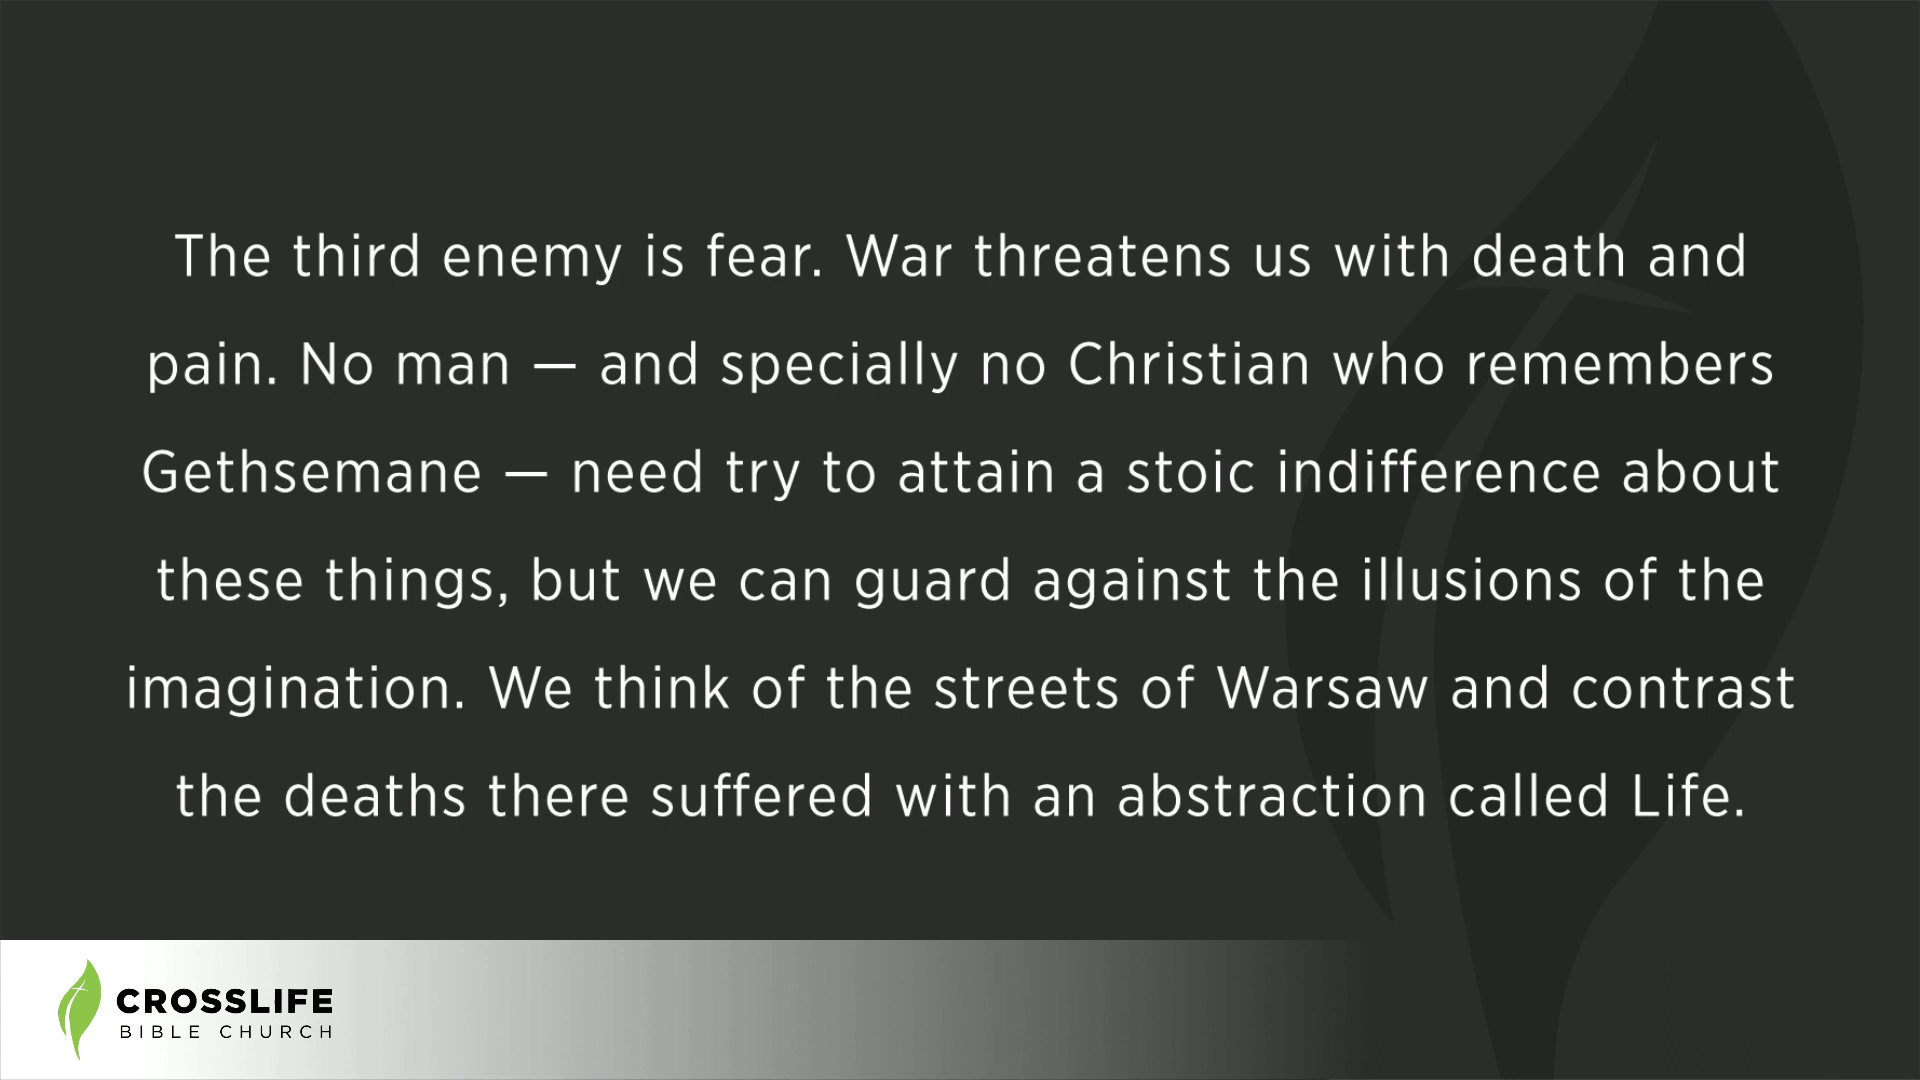 The third enemy is fear. War threatens us with death and
pain. No man — and specially no Christian who remembers
Gethsemane — need try to attain a stoic indifference about
these things, but we can guard against the illusions of the
imagination. We think of the streets of Warsaw and contrast
the deaths there suffered with an abstraction called Life.
CROSSLIFE
BIBLE CHURCH